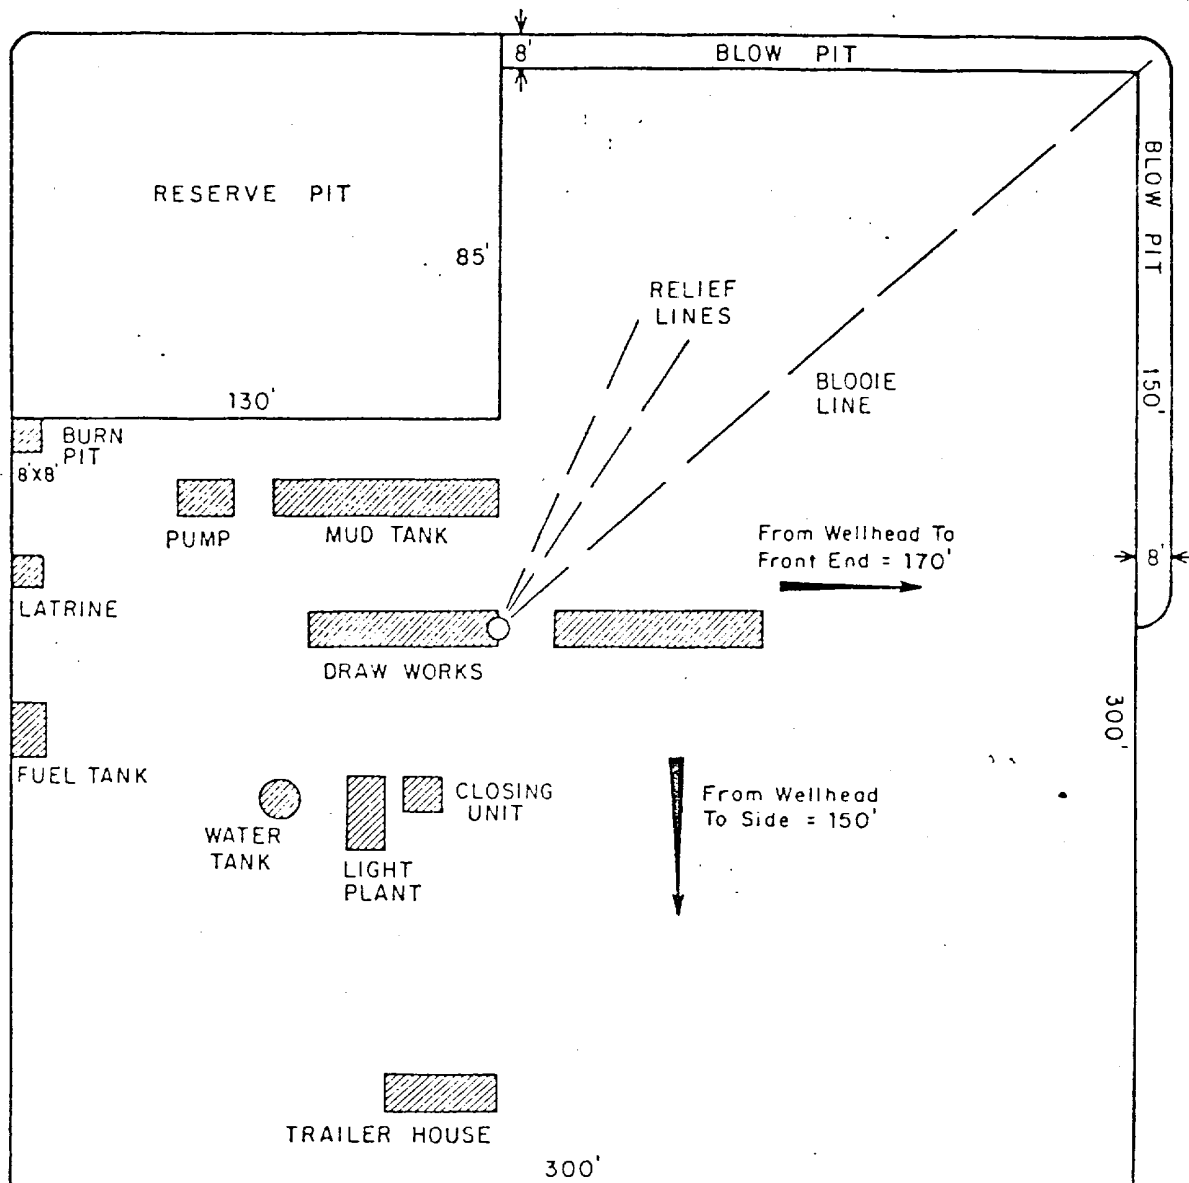 8'
BLOW PIT
BLOW PIT
RESERVE PIT
85'
RELIEF
LINES
BLOOIE
LINE
150'
130'
BURN
PIT
8'X8'
PUMP
MUD TANK
From Wellhead To
Front End = 170'
8'
LATRINE
DRAW WORKS
300'
FUEL TANK
CLOSING
UNIT
From Wellhead
To Side = 150'
WATER
TANK
LIGHT
PLANT
TRAILER HOUSE
300'